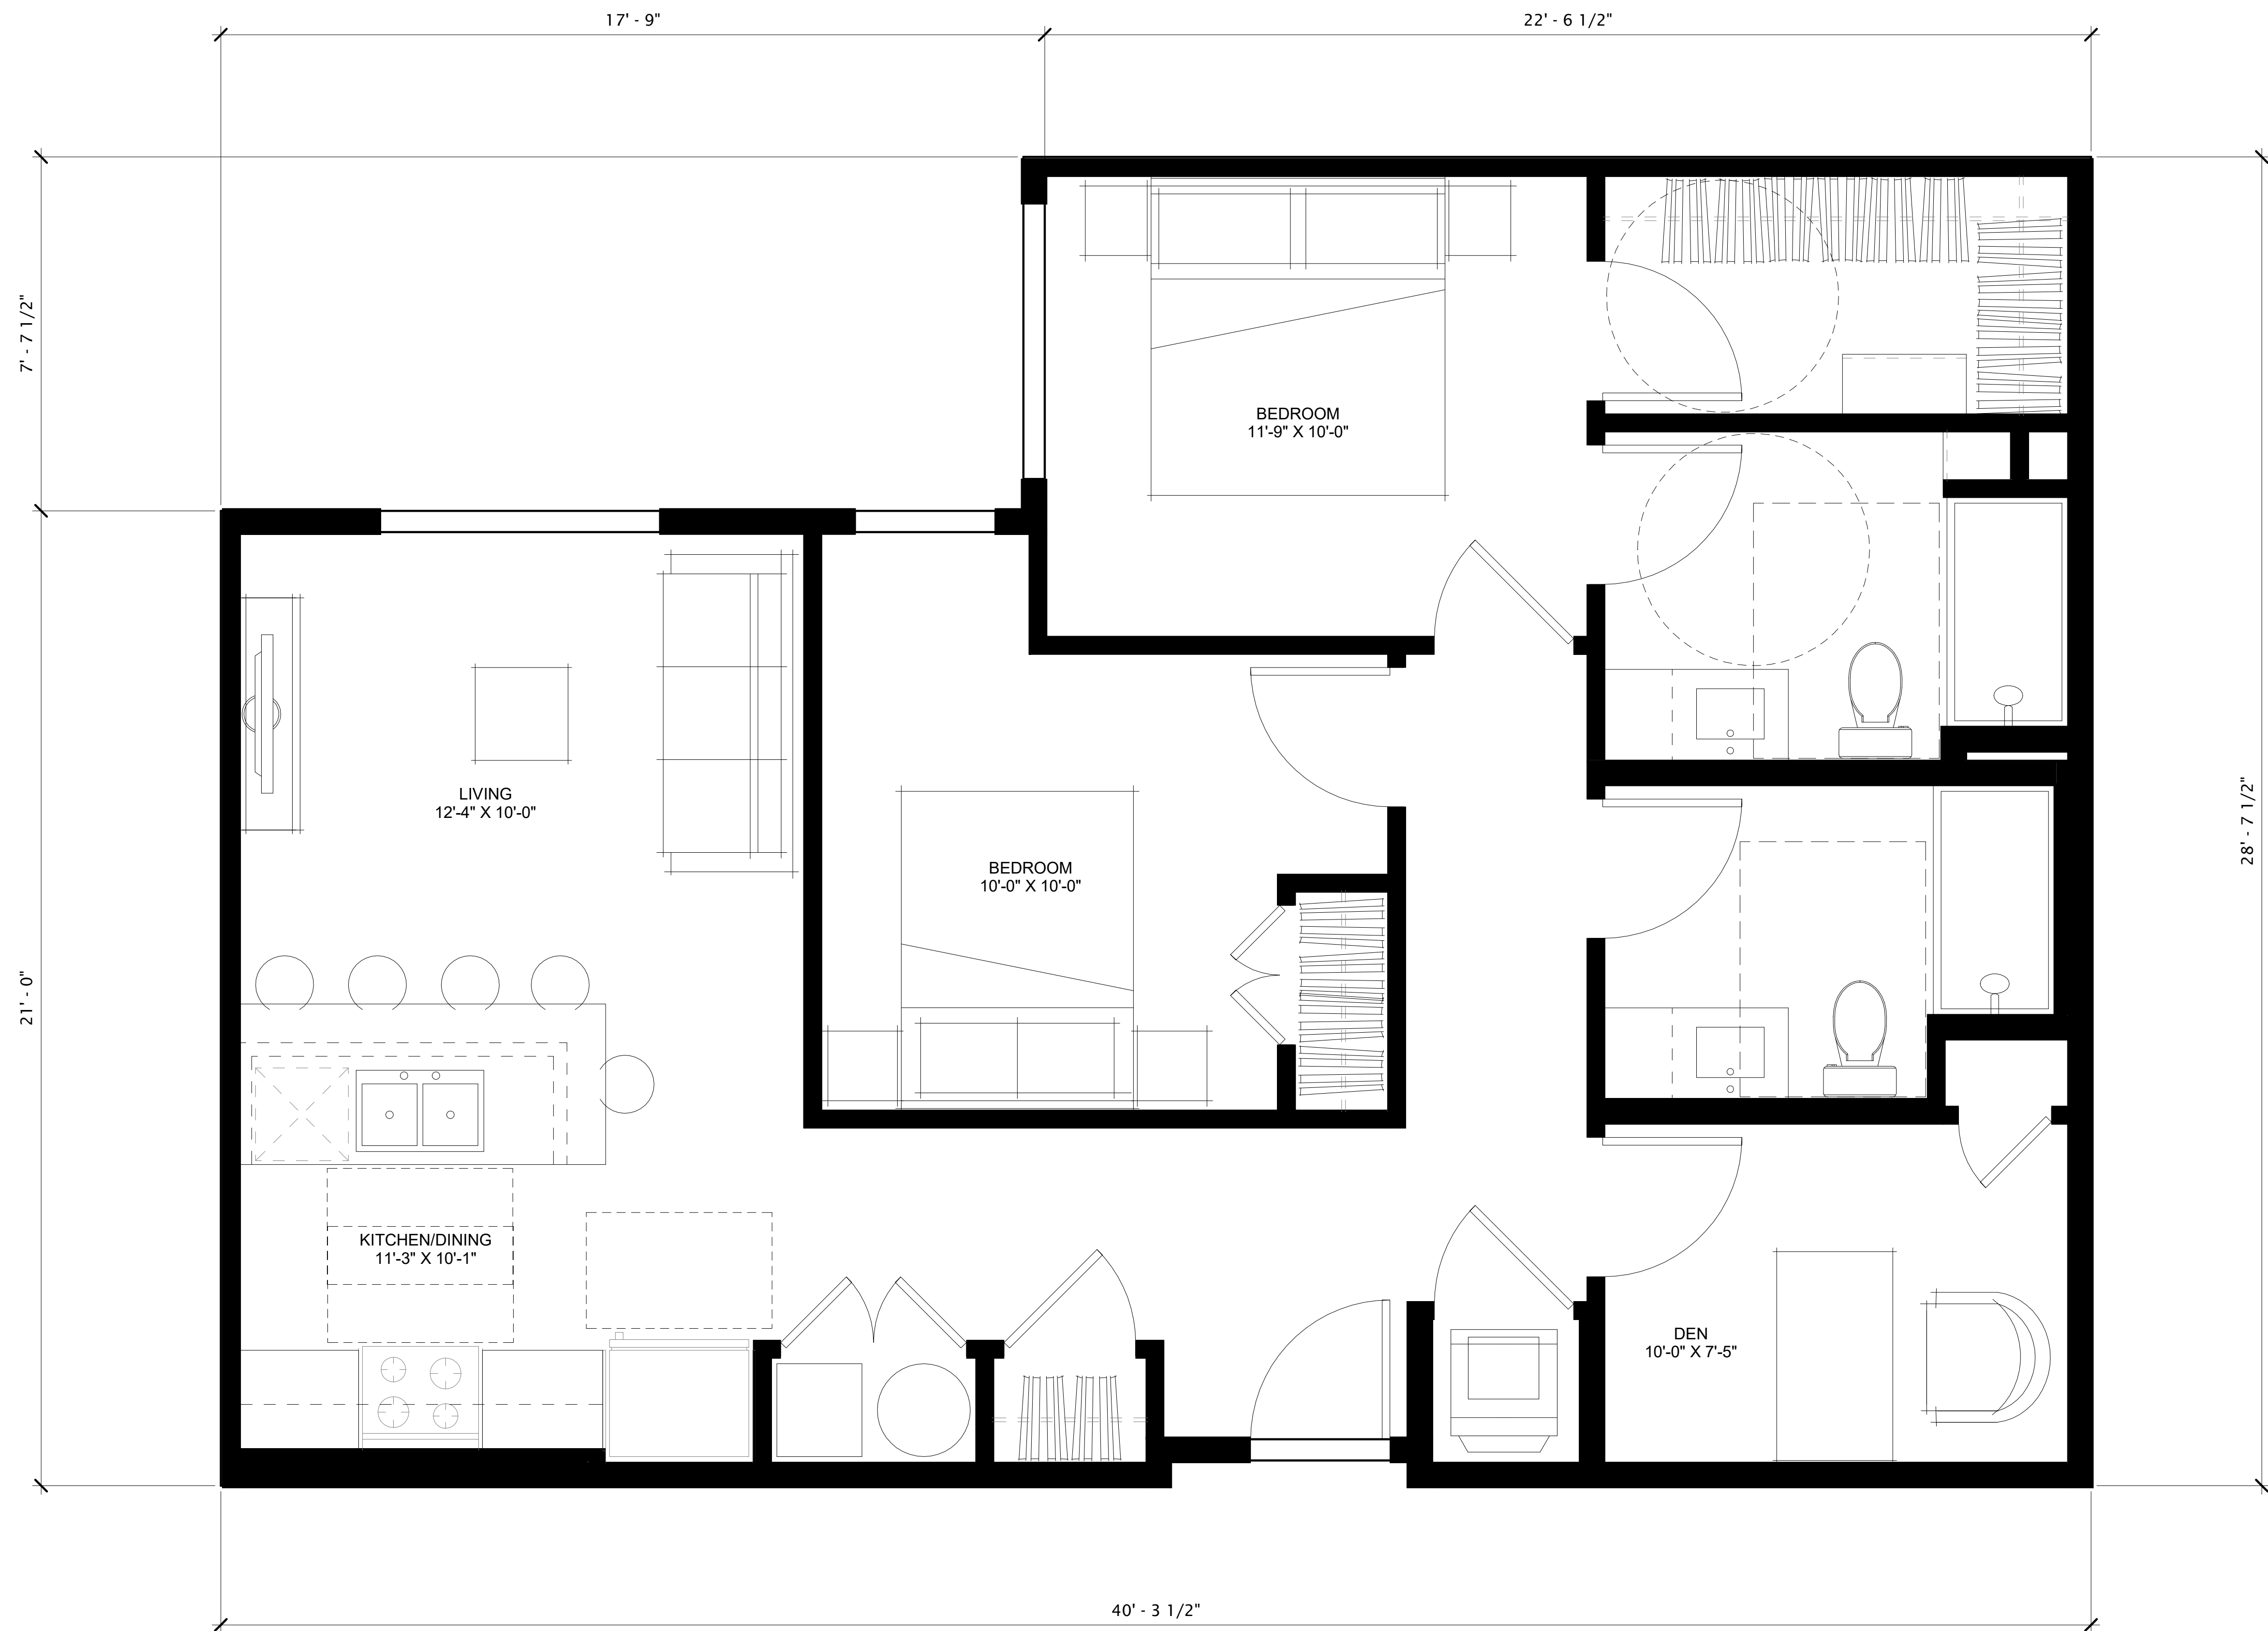 17' - 9"
22' - 6 1/2"
7' - 7 1/2"
BEDROOM
11'-9" X 10'-0"
LIVING
12'-4" X 10'-0"
28' - 7 1/2"
BEDROOM
10'-0" X 10'-0"
21' - 0"
KITCHEN/DINING
11'-3" X 10'-1"
DEN
10'-0" X 7'-5"
40' - 3 1/2"